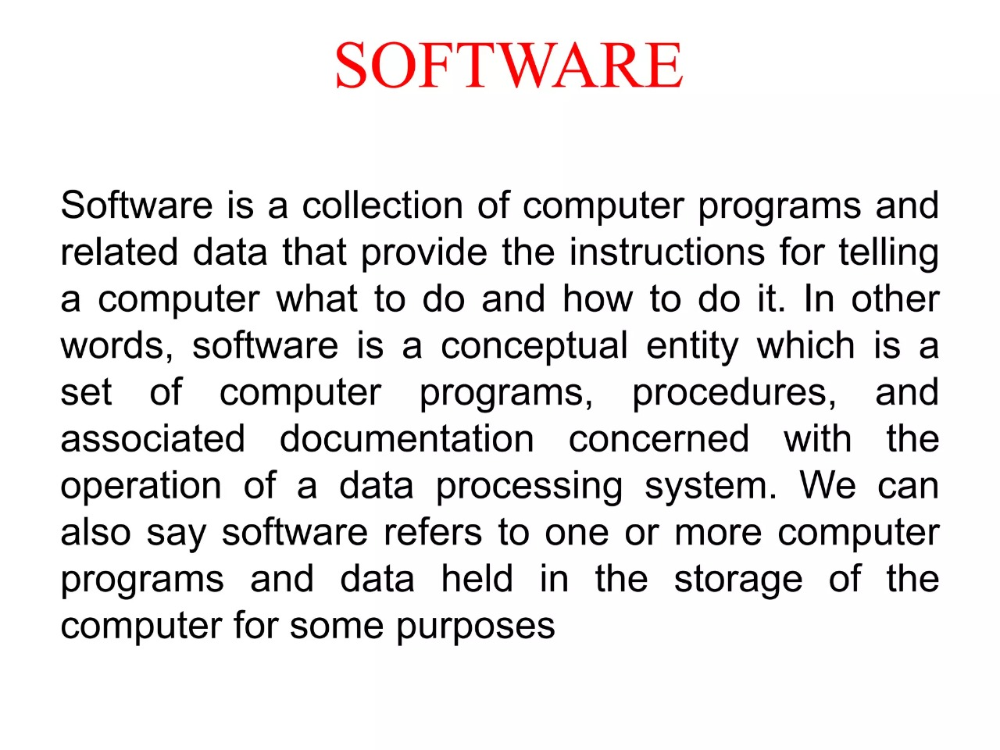 SOFTWARE
Software is a collection of computer programs and
related data that provide the instructions for telling
a computer what to do and how to do it. In other
words, software is a conceptual entity which is a
set of computer programs, procedures, and
associated documentation concerned with the
operation of a data processing system. We can
also say software refers to one or more computer
programs and data held in the storage of the
computer for some purposes